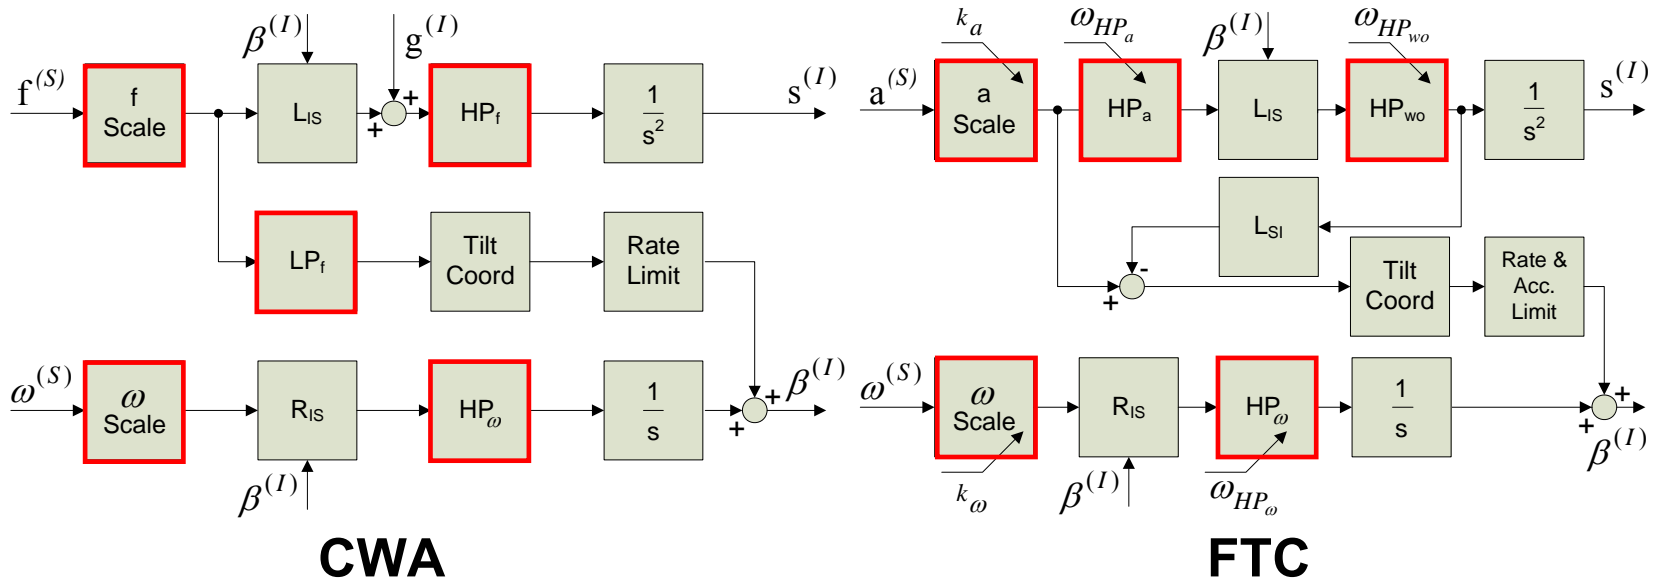 β(I)
g(I)
f(S)
f
Scale
LIS
+
+
HPf
1
s2
s(I)
LPf
Tilt
Coord
Rate
Limit
ω(S)
ω
Scale
RIS
HPω
1
s
+
+
β(I)
β(I)
CWA
ka
ωHPa
β(I)
ωHPwo
a(S)
a
Scale
HPa
LIS
HPwo
1
s2
s(I)
LSI
-
+
Tilt
Coord
Rate &
Acc.
Limit
ω(S)
ω
Scale
RIS
HPω
1
s
+
+
β(I)
kω
β(I)
ωHPω
FTC